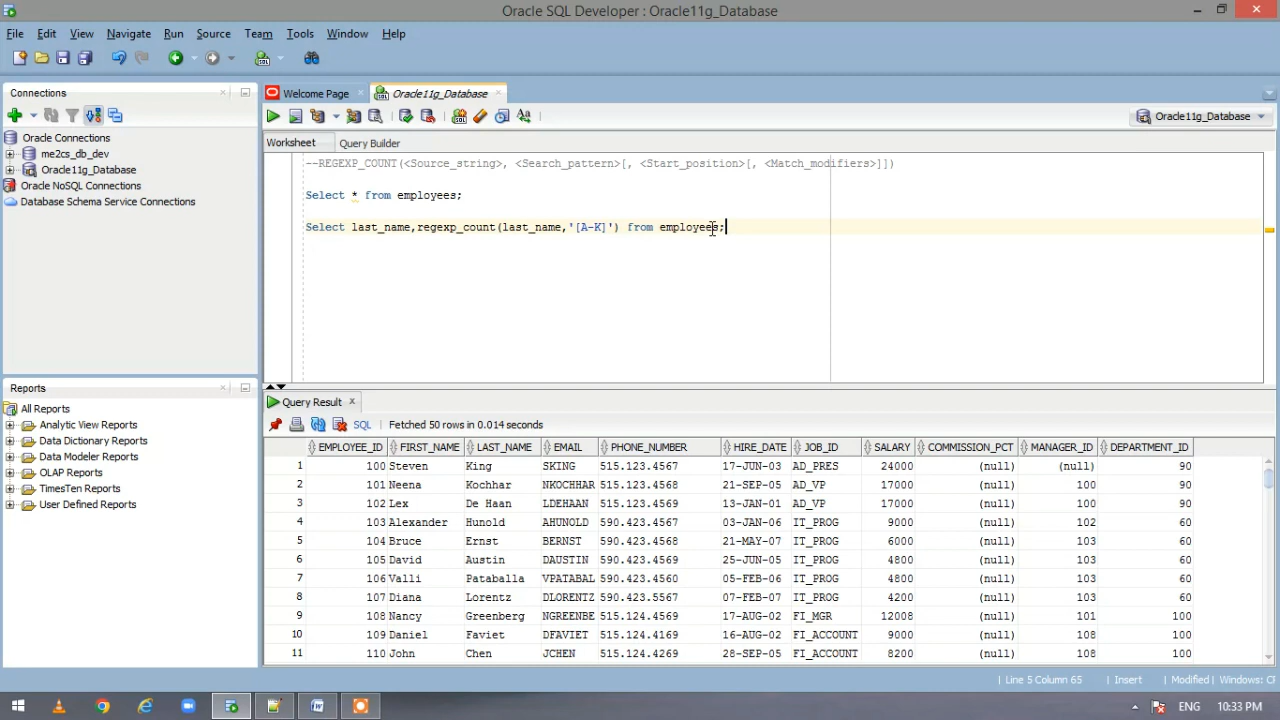 Oracle SQL Developer : Oracle11g_Database
File Edit View Navigate Run Source Team Tools Window Help
Connections
Oracle Connections
me2cs_db_dev
Oracle11g_Database
Oracle NoSQL Connections
Database Schema Service Connections
Reports
All Reports
Analytic View Reports
Data Dictionary Reports
Data Modeler Reports
OLAP Reports
TimesTen Reports
User Defined Reports
Welcome Page Oracle11g_Database
Oracle11g_Database
Worksheet Query Builder
--REGEXP_COUNT(<Source_string>, <Search_pattern>[, <Start_position>[, <Match_modifiers>]])
Select * from employees;
Select last_name,regexp_count(last_name,'[A-K]') from employees;
Query Result
SQL Fetched 50 rows in 0.014 seconds
EMPLOYEE_ID FIRST_NAME LAST_NAME EMAIL PHONE_NUMBER HIRE_DATE JOB_ID SALARY COMMISSION_PCT MANAGER_ID DEPARTMENT_ID
1 100 Steven King SKING 515.123.4567 17-JUN-03 AD_PRES 24000 (null) (null) 90
2 101 Neena Kochhar NKOCHHAR 515.123.4568 21-SEP-05 AD_VP 17000 (null) 100 90
3 102 Lex De Haan LDEHAAN 515.123.4569 13-JAN-01 AD_VP 17000 (null) 100 90
4 103 Alexander Hunold AHUNOLD 590.423.4567 03-JAN-06 IT_PROG 9000 (null) 102 60
5 104 Bruce Ernst BERNST 590.423.4568 21-MAY-07 IT_PROG 6000 (null) 103 60
6 105 David Austin DAUSTIN 590.423.4569 25-JUN-05 IT_PROG 4800 (null) 103 60
7 106 Valli Pataballa VPATABAL 590.423.4560 05-FEB-06 IT_PROG 4800 (null) 103 60
8 107 Diana Lorentz DLORENTZ 590.423.5567 07-FEB-07 IT_PROG 4200 (null) 103 60
9 108 Nancy Greenberg NGREENBE 515.124.4569 17-AUG-02 FI_MGR 12008 (null) 101 100
10 109 Daniel Faviet DFAVIET 515.124.4169 16-AUG-02 FI_ACCOUNT 9000 (null) 108 100
11 110 John Chen JCHEN 515.124.4269 28-SEP-05 FI_ACCOUNT 8200 (null) 108 100
Line 5 Column 65 Insert Modified Windows: CF
ENG 10:33 PM